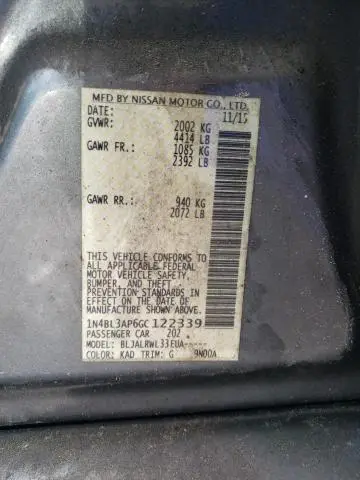 MFD BY NISSAN MOTOR CO., LTD.
DATE: 11/15
GVWR: 2002 KG
4414 LB
GAWR FR.: 1085 KG
2392 LB
GAWR RR.: 940 KG
2072 LB
THIS VEHICLE CONFORMS TO
ALL APPLICABLE FEDERAL
MOTOR VEHICLE SAFETY,
BUMPER, AND THEFT
PREVENTION STANDARDS
IN EFFECT ON THE DATE OF
MANUFACTURE SHOWN ABOVE.
1N4BL3AP6GC122339
PASSENGER CAR 202
MODEL: BLJALRWL33EUA-----
COLOR: KAD TRIM: G 9N00A